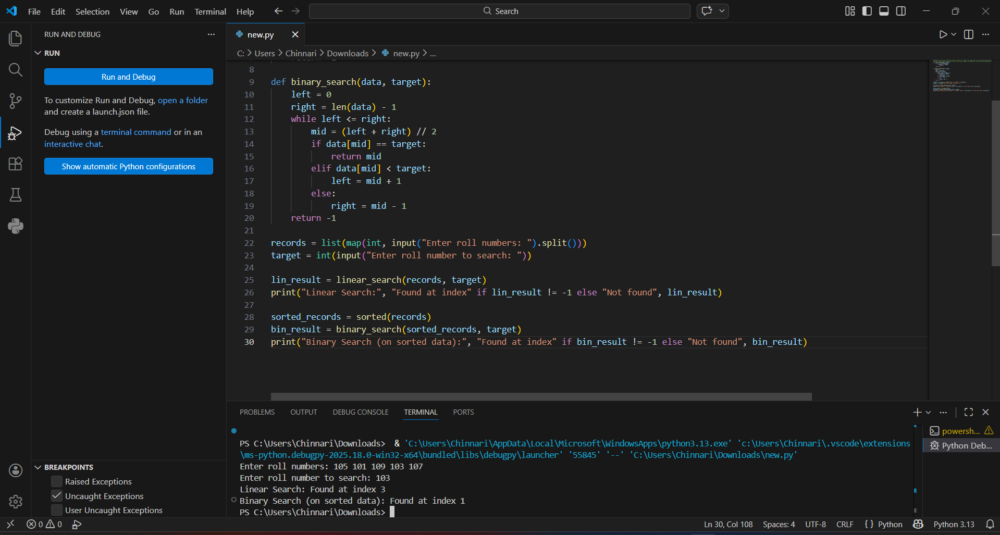 File Edit Selection View Go Run Terminal Help
Search
RUN AND DEBUG
RUN
Run and Debug
To customize Run and Debug, open a folder
and create a launch.json file.
Debug using a terminal command or in an
interactive chat.
Show automatic Python configurations
BREAKPOINTS
Raised Exceptions
Uncaught Exceptions
User Uncaught Exceptions
new.py
C: > Users > Chinnari > Downloads > new.py > ...
8
9 def binary_search(data, target):
10     left = 0
11     right = len(data) - 1
12     while left <= right:
13         mid = (left + right) // 2
14         if data[mid] == target:
15             return mid
16         elif data[mid] < target:
17             left = mid + 1
18         else:
19             right = mid - 1
20     return -1
21
22 records = list(map(int, input("Enter roll numbers: ").split()))
23 target = int(input("Enter roll number to search: "))
24
25 lin_result = linear_search(records, target)
26 print("Linear Search:", "Found at index" if lin_result != -1 else "Not found", lin_result)
27
28 sorted_records = sorted(records)
29 bin_result = binary_search(sorted_records, target)
30 print("Binary Search (on sorted data):", "Found at index" if bin_result != -1 else "Not found", bin_result)
PROBLEMS OUTPUT DEBUG CONSOLE TERMINAL PORTS
PS C:\Users\Chinnari\Downloads>  & 'C:\Users\Chinnari\AppData\Local\Microsoft\WindowsApps\python3.13.exe' 'c:\Users\Chinnari\.vscode\extensions
\ms-python.debugpy-2025.18.0-win32-x64\bundled\libs\debugpy\launcher' '55845' '--' 'C:\Users\Chinnari\Downloads\new.py'
Enter roll numbers: 105 101 109 103 107
Enter roll number to search: 103
Linear Search: Found at index 3
Binary Search (on sorted data): Found at index 1
PS C:\Users\Chinnari\Downloads>
powersh...
Python Deb...
0 0
Ln 30, Col 108 Spaces: 4 UTF-8 CRLF {} Python Python 3.13